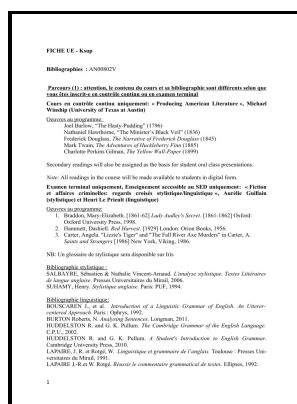 FICHE UE - Ksup
Bibliographies : AN00802V
Parcours (1) : attention, le contenu du cours et sa bibliographie sont différents selon que
vous êtes inscrit-e en contrôle continu ou en examen terminal
Cours en contrôle continu uniquement: « Producing American Literature », Michael
Winship (University of Texas at Austin)
Oeuvres au programme:
Joel Barlow, "The Hasty-Pudding" (1796)
Nathaniel Hawthorne, "The Minister's Black Veil" (1836)
Frederick Douglass, The Narrative of Frederick Douglass (1845)
Mark Twain, The Adventures of Huckleberry Finn (1885)
Charlotte Perkins Gilman, The Yellow Wall-Paper (1899)
Secondary readings will also be assigned as the basis for student oral class presentations.
Note: All readings in the course will be made available to students in digital form.
Examen terminal uniquement, Enseignement accessible au SED uniquement: « Fiction
et affaires criminelles: regards croisés stylistique/linguistique », Aurélie Guillain
(stylistique) et Henri Le Prieult (linguistique)
Oeuvres au programme:
1. Braddon, Mary-Elizabeth. [1861-62] Lady Audley's Secret. [1861-1862] Oxford:
Oxford University Press, 1998.
2. Hammett, Dashiell. Red Harvest. [1929] London: Orion Books, 1956.
3. Carter, Angela. "Lizzie's Tiger" and "The Fall River Axe Murders" in Carter, A.
Saints and Strangers [1986] New York, Viking, 1986.
NB: Un glossaire de stylistique sera disponible sur Iris
Bibliographie stylistique :
SALBAYRE, Sébastien & Nathalie Vincent-Arnaud. L'analyse stylistique. Textes Littéraires
de langue anglaise. Presses Universitaires du Mirail, 2006.
SUHAMY, Henry. Stylistique anglaise. Paris: PUF, 1994.
Bibliographie linguistique:
BOUSCAREN J., et al. Introduction of a Linguistic Grammar of English. An Utterer-
centered Approach. Paris : Ophrys, 1992.
BURTON Roberts, N. Analysing Sentences. Longman, 2011.
HUDDELSTON R. and G. K. Pullum. The Cambridge Grammar of the English Language.
C.P.U., 2002.
HUDDELSTON R. and G. K. Pullum. A Student's Introduction to English Grammar.
Cambridge University Press, 2010.
LAPAIRE, J. R. et Rotgé, W. Linguistique et grammaire de l'anglais. Toulouse : Presses Uni-
versitaires du Mirail, 1991.
LAPAIRE J.-R.et W. Rotgé. Réussir le commentaire grammatical de textes. Ellipses, 1992.
1